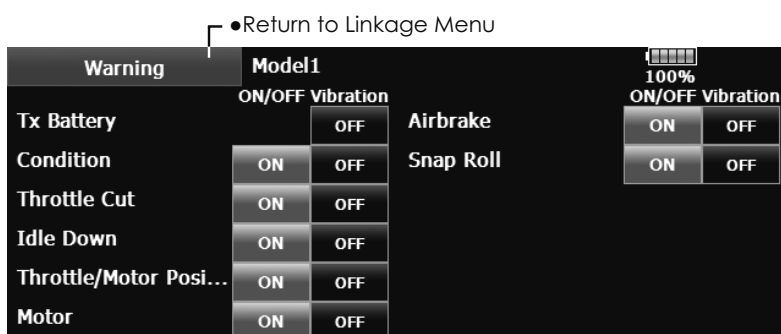 ●Return to Linkage Menu
Warning Model1 100%
ON/OFF Vibration ON/OFF Vibration
Tx Battery OFF Airbrake ON OFF
Condition ON OFF Snap Roll ON OFF
Throttle Cut ON OFF
Idle Down ON OFF
Throttle/Motor Posi... ON OFF
Motor ON OFF